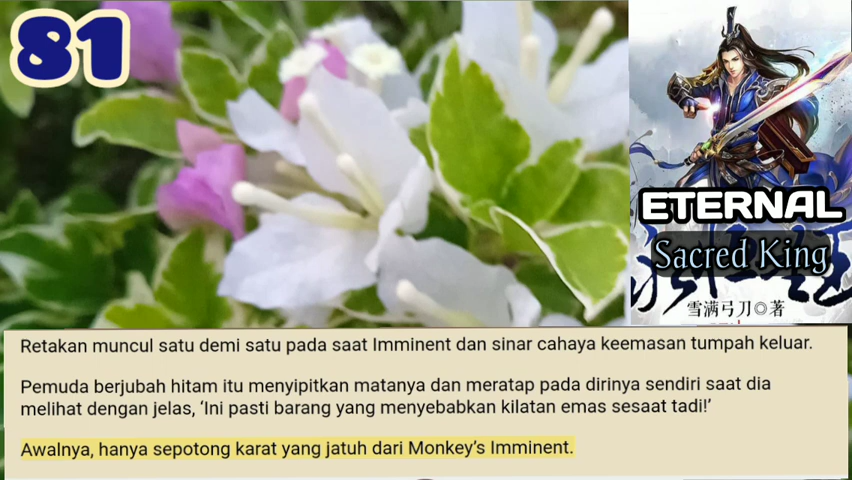 81
ETERNAL
Sacred King
雪满弓刀◎著
Retakan muncul satu demi satu pada saat Imminent dan sinar cahaya keemasan tumpah keluar.
Pemuda berjubah hitam itu menyipitkan matanya dan meratap pada dirinya sendiri saat dia
melihat dengan jelas, ‘Ini pasti barang yang menyebabkan kilatan emas sesaat tadi!’
Awalnya, hanya sepotong karat yang jatuh dari Monkey’s Imminent.